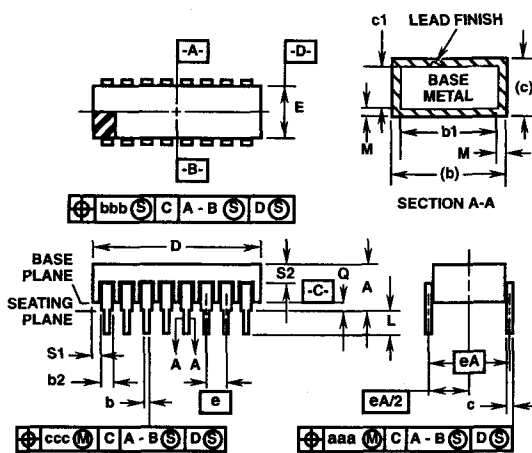 c1
LEAD FINISH
-A-
-D-
E
BASE
METAL
(c)
M
b1
M
-B-
(b)
bbb Ⓢ C A - B Ⓢ D Ⓢ
SECTION A-A
D
BASE
PLANE
S2
Q
-C-
A
SEATING
PLANE
L
S1
A A
eA
b2
b
e
eA/2
c
ccc Ⓜ C A - B Ⓢ D Ⓢ
aaa Ⓜ C A - B Ⓢ D Ⓢ